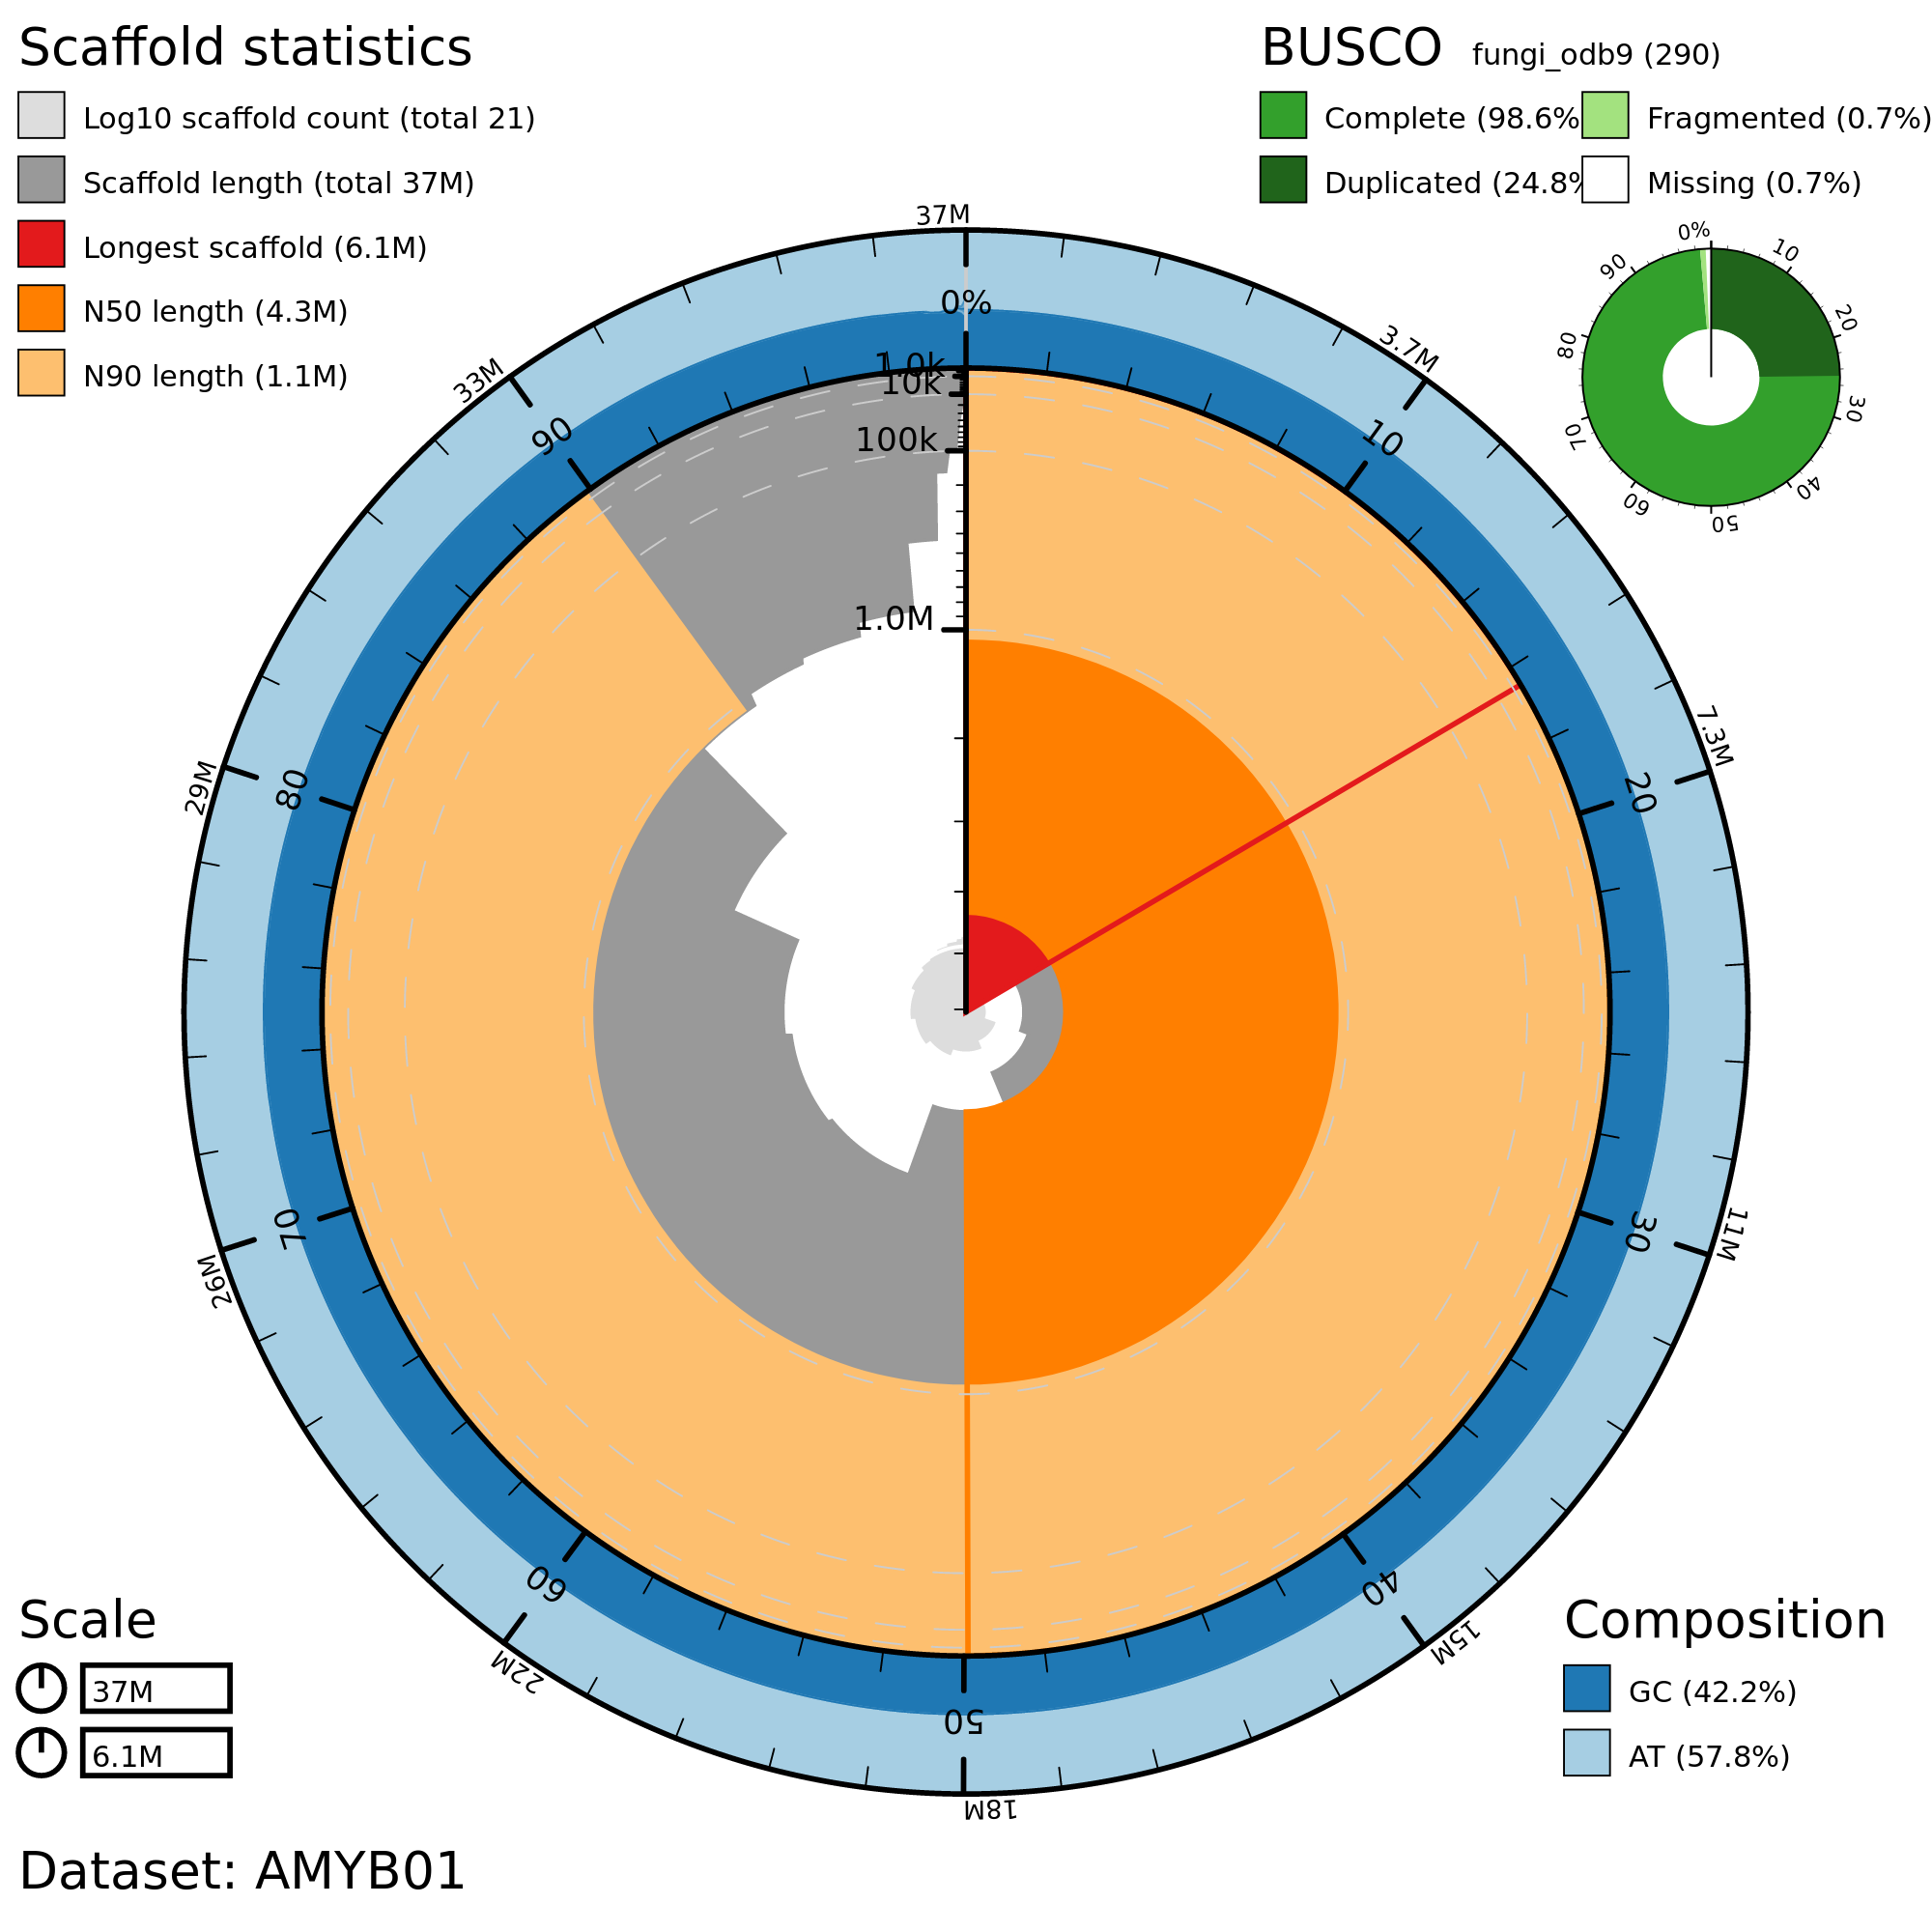 Scaffold statistics
Log10 scaffold count (total 21)
Scaffold length (total 37M)
Longest scaffold (6.1M)
N50 length (4.3M)
N90 length (1.1M)
BUSCO fungi_odb9 (290)
Complete (98.6%
Fragmented (0.7%)
Duplicated (24.8%
Missing (0.7%)
0%
10
20
30
40
50
60
70
80
90
37M
3.7M
7.3M
11M
15M
18M
22M
26M
29M
33M
0%
10
20
30
40
50
60
70
80
90
1.0k
10k
100k
1.0M
Scale
37M
6.1M
Composition
GC (42.2%)
AT (57.8%)
Dataset: AMYB01